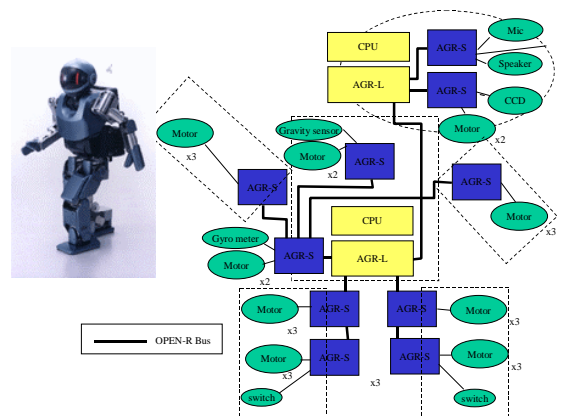 CPU
AGR-S
Mic
Speaker
AGR-L
AGR-S
CCD
Motor
x2
Motor
x3
Gravity sensor
Motor
x2
AGR-S
AGR-S
AGR-S
Motor
x3
CPU
Gyro meter
Motor
x2
AGR-S
AGR-L
Motor
x3
AGR-S
AGR-S
Motor
x3
OPEN-R Bus
Motor
x3
AGR-S
AGR-S
Motor
x3
x3
switch
switch